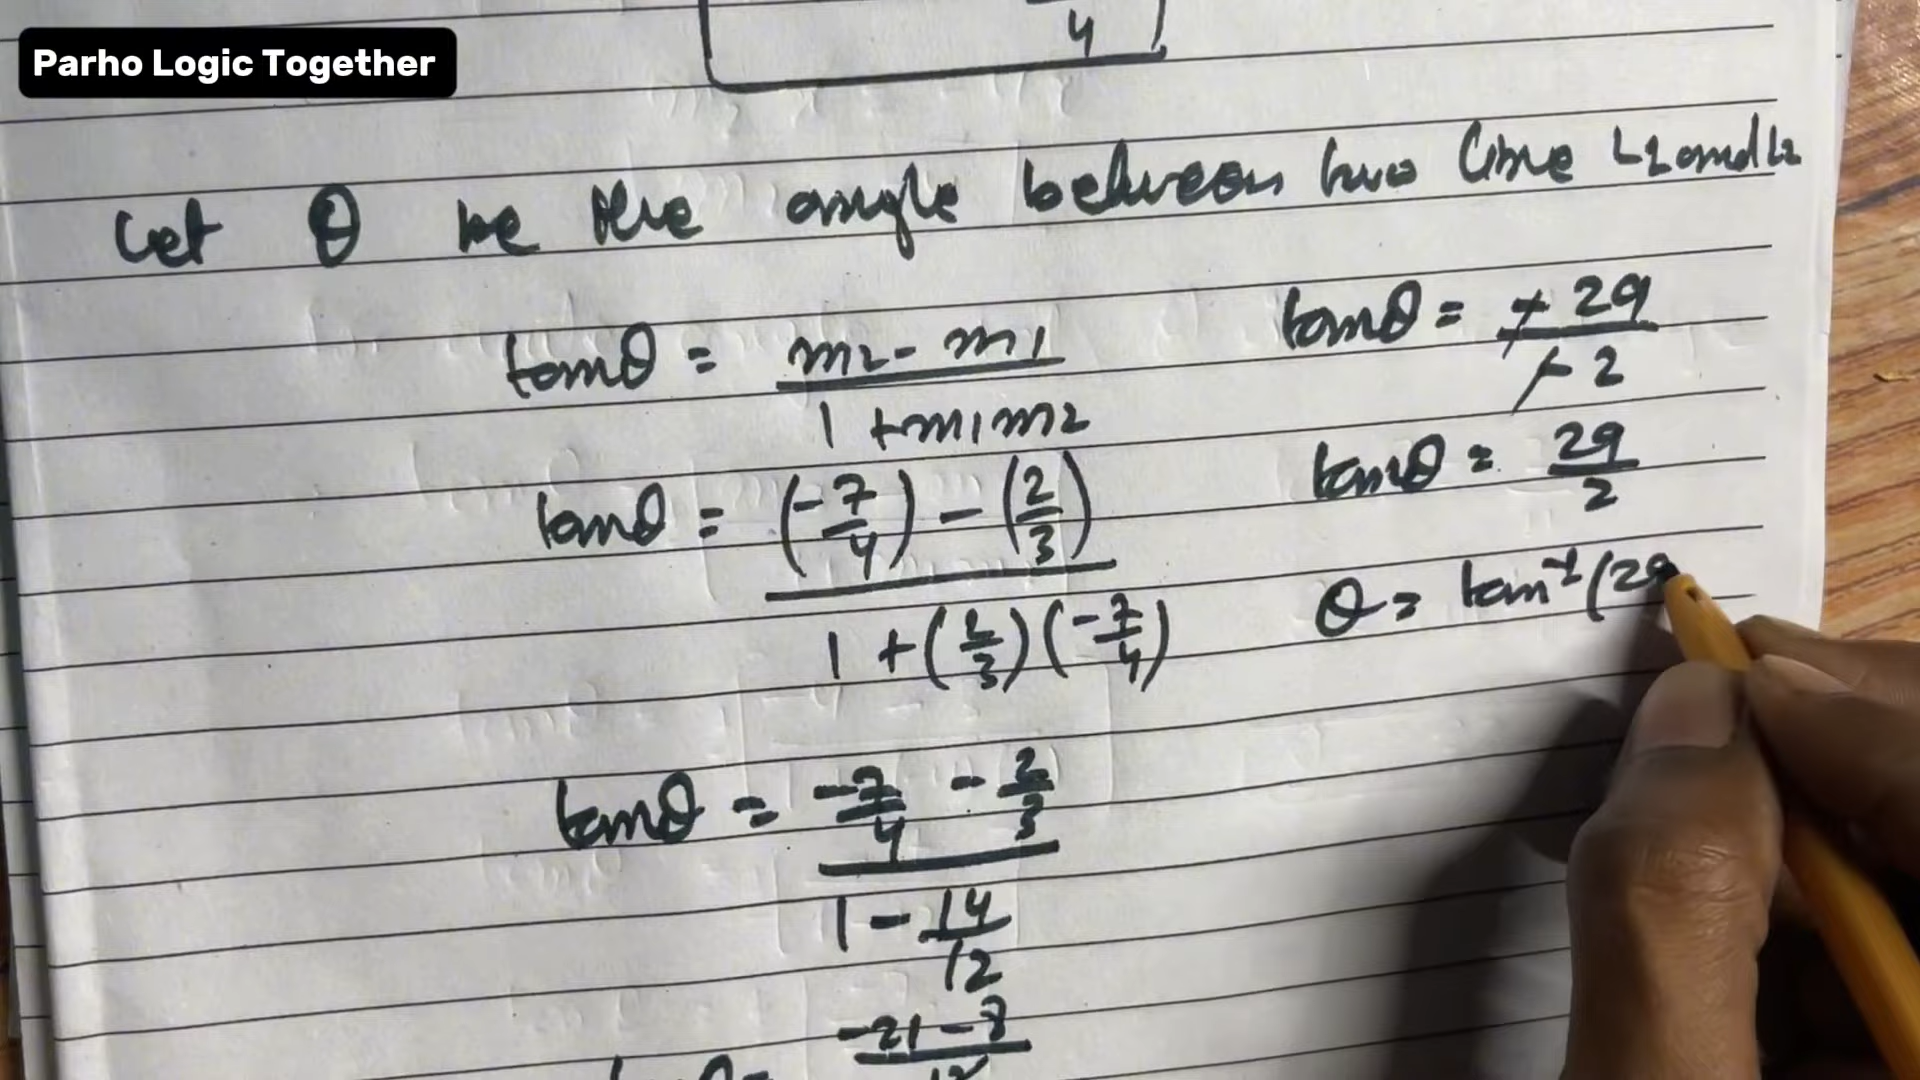 Parho Logic Together
4
Let θ be the angle between two line L1 and L2
tanθ = m2 - m1 / 1 + m1m2
tanθ = (-7/4) - (2/3) / 1 + (2/3)(-7/4)
tanθ = -7/4 - 2/3 / 1 - 14/12
tanθ = -21 - 8 / 12
tanθ = -29 / -2
tanθ = 29/2
θ = tan⁻¹(29